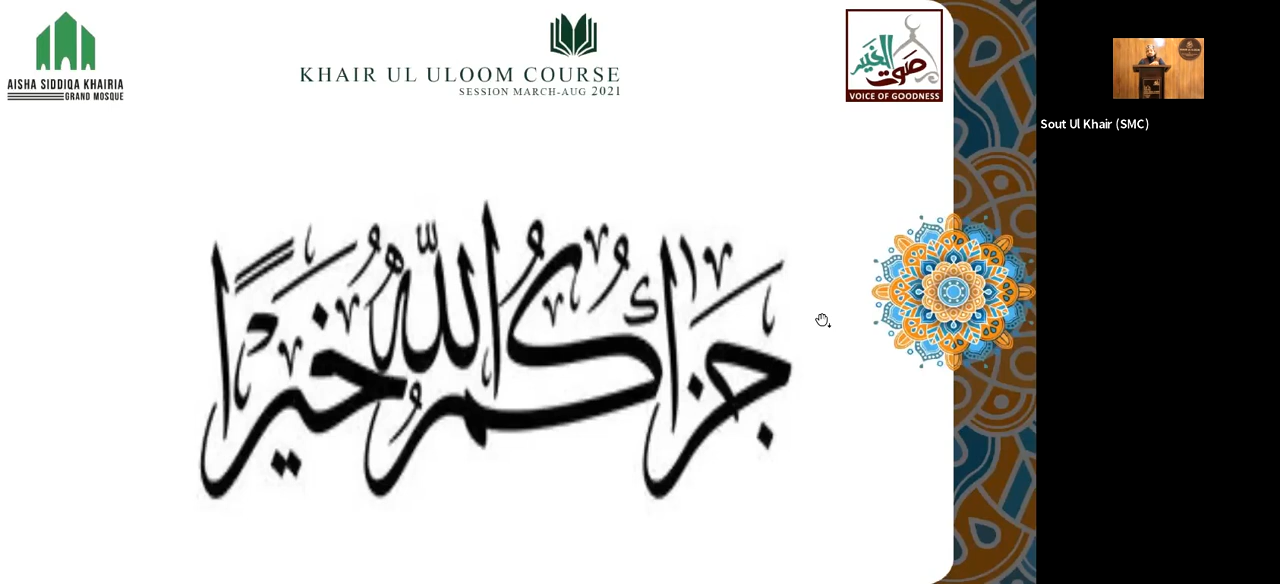 AISHA SIDDIQA KHAIRIA
GRAND MOSQUE
KHAIR UL ULOOM COURSE
SESSION MARCH-AUG 2021
صوت الخير
VOICE OF GOODNESS
Sout Ul Khair (SMC)
جزاكم الله خيرًا